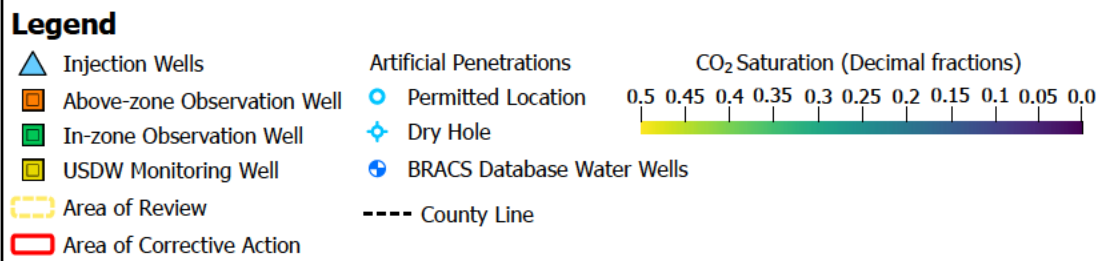 Legend
Injection Wells
Above-zone Observation Well
In-zone Observation Well
USDW Monitoring Well
Area of Review
Area of Corrective Action
Artificial Penetrations
Permitted Location
Dry Hole
BRACS Database Water Wells
County Line
CO₂ Saturation (Decimal fractions)
0.5 0.45 0.4 0.35 0.3 0.25 0.2 0.15 0.1 0.05 0.0